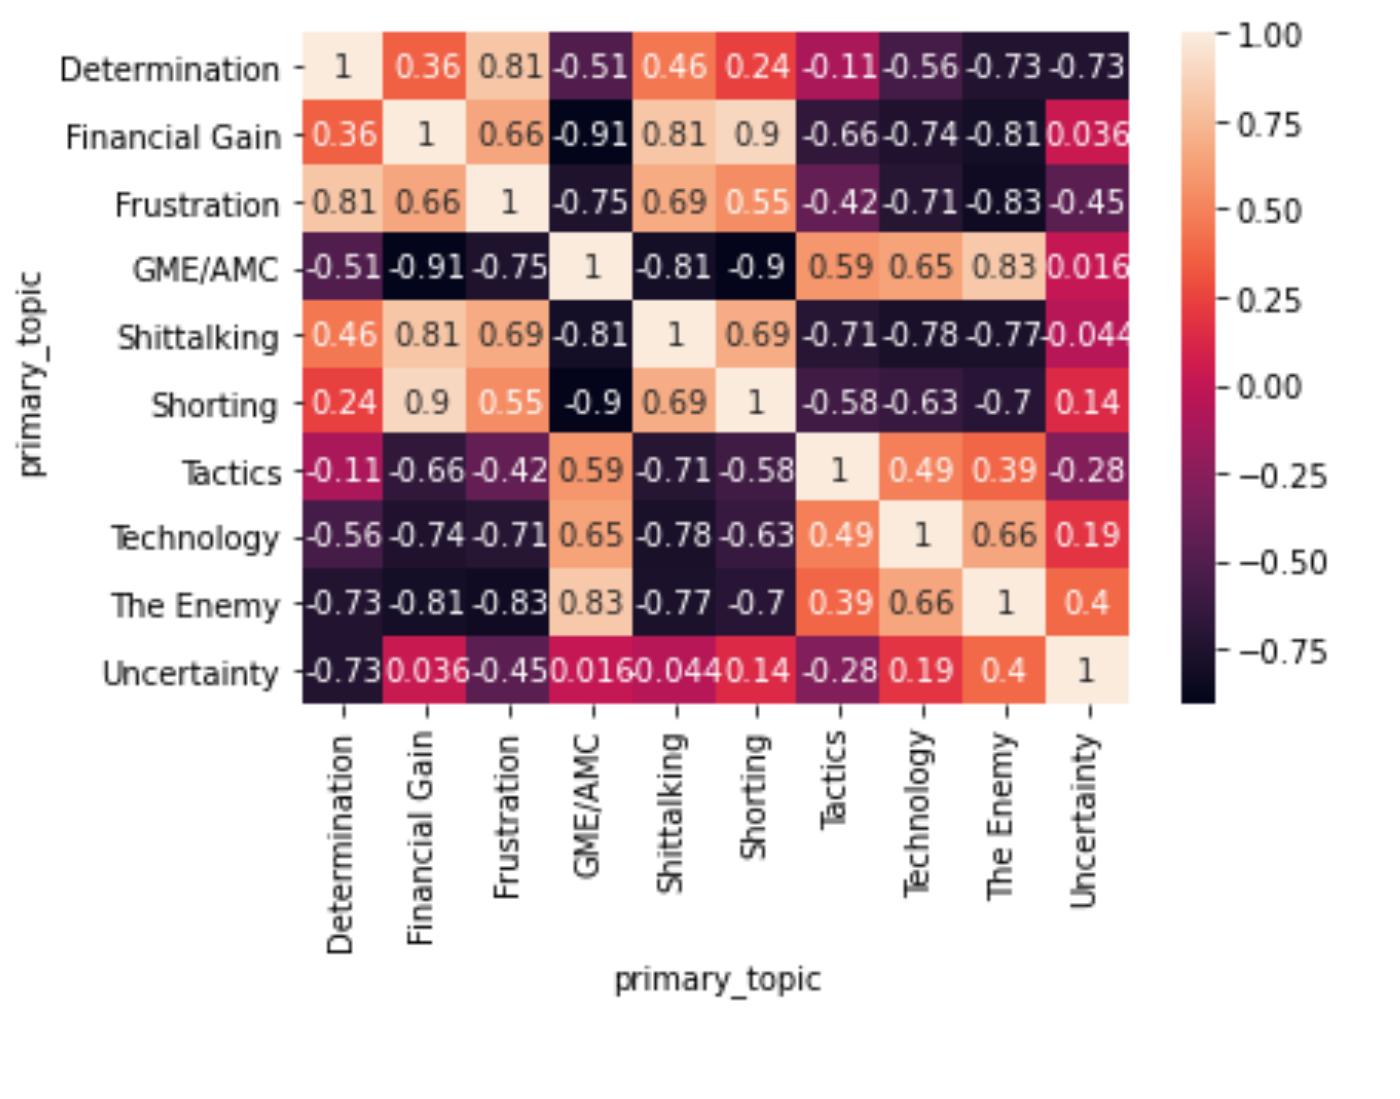 Determination 1 0.36 0.81 -0.51 0.46 0.24 -0.11 -0.56 -0.73 -0.73
Financial Gain 0.36 1 0.66 -0.91 0.81 0.9 -0.66 -0.74 -0.81 0.036
Frustration 0.81 0.66 1 -0.75 0.69 0.55 -0.42 -0.71 -0.83 -0.45
GME/AMC -0.51 -0.91 -0.75 1 -0.81 -0.9 0.59 0.65 0.83 0.016
Shittalking 0.46 0.81 0.69 -0.81 1 0.69 -0.71 -0.78 -0.77 -0.044
Shorting 0.24 0.9 0.55 -0.9 0.69 1 -0.58 -0.63 -0.7 0.14
Tactics -0.11 -0.66 -0.42 0.59 -0.71 -0.58 1 0.49 0.39 -0.28
Technology -0.56 -0.74 -0.71 0.65 -0.78 -0.63 0.49 1 0.66 0.19
The Enemy -0.73 -0.81 -0.83 0.83 -0.77 -0.7 0.39 0.66 1 0.4
Uncertainty -0.73 0.036 -0.45 0.016 -0.044 0.14 -0.28 0.19 0.4 1
primary_topic
Determination
Financial Gain
Frustration
GME/AMC
Shittalking
Shorting
Tactics
Technology
The Enemy
Uncertainty
primary_topic
1.00
0.75
0.50
0.25
0.00
−0.25
−0.50
−0.75